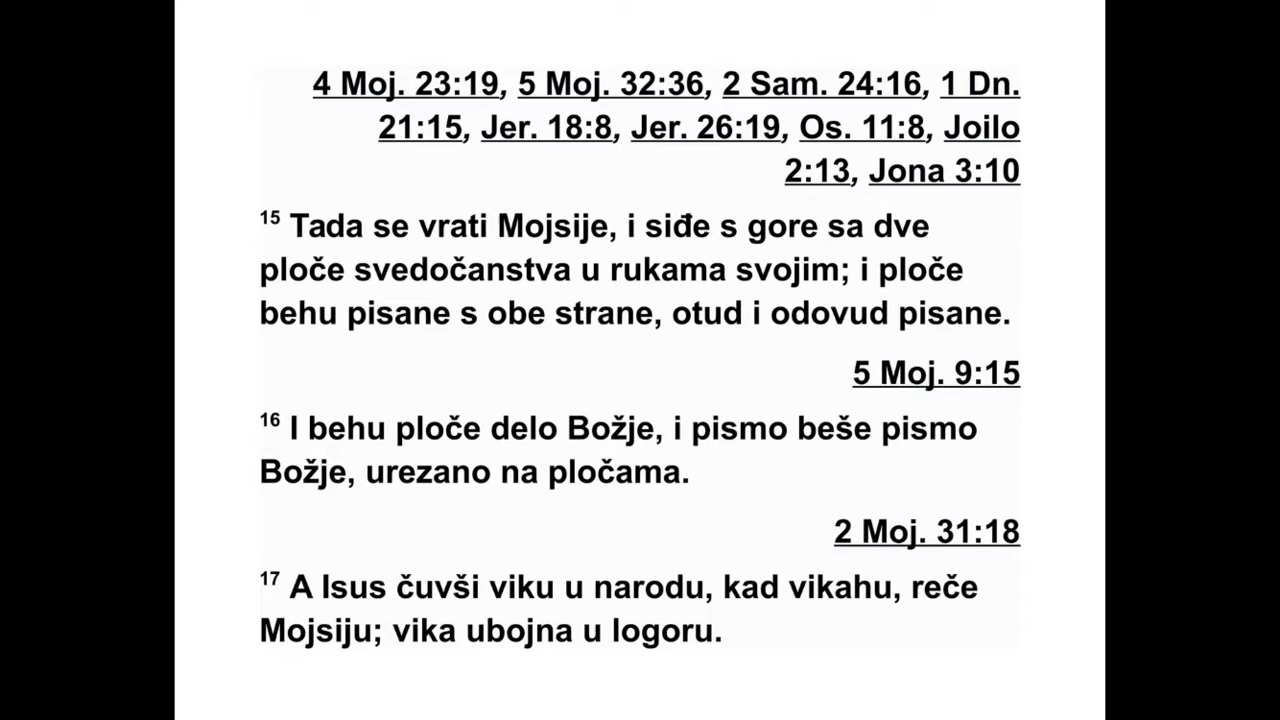 4 Moj. 23:19, 5 Moj. 32:36, 2 Sam. 24:16, 1 Dn.
21:15, Jer. 18:8, Jer. 26:19, Os. 11:8, Joilo
2:13, Jona 3:10
15 Tada se vrati Mojsije, i siđe s gore sa dve
ploče svedočanstva u rukama svojim; i ploče
behu pisane s obe strane, otud i odovud pisane.
5 Moj. 9:15
16 I behu ploče delo Božje, i pismo beše pismo
Božje, urezano na pločama.
2 Moj. 31:18
17 A Isus čuvši viku u narodu, kad vikahu, reče
Mojsiju; vika ubojna u logoru.